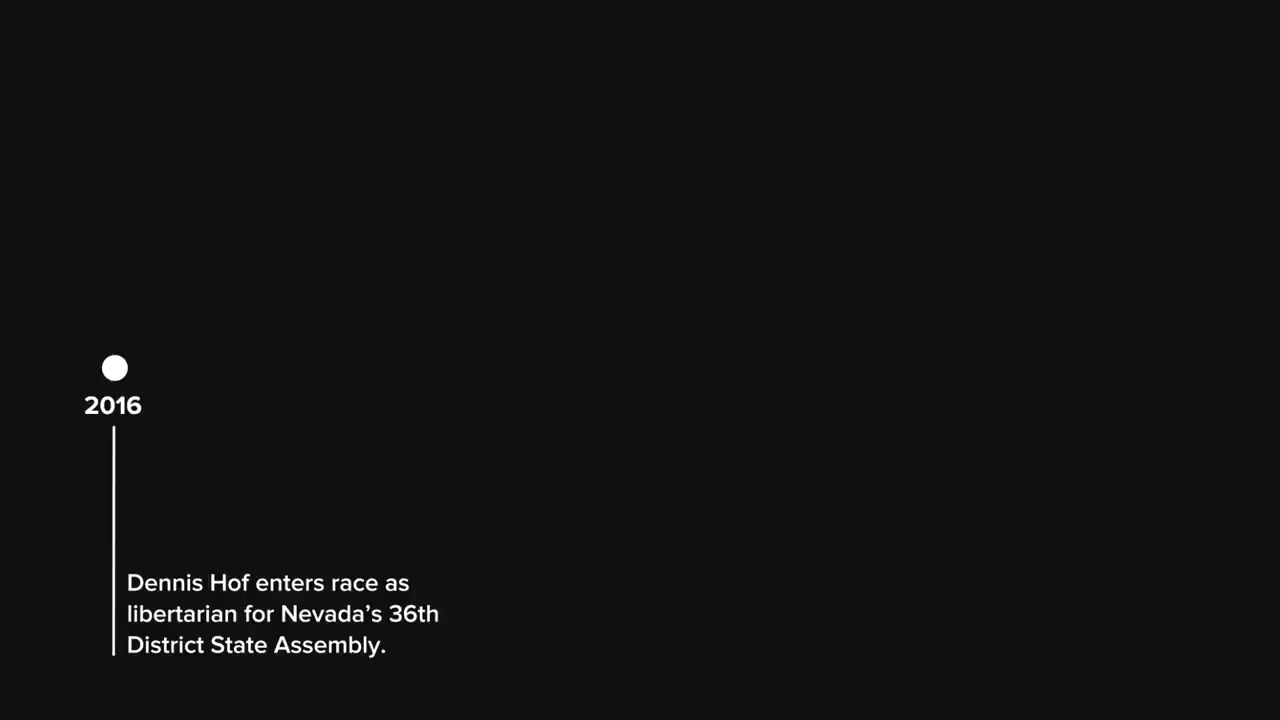 2016
Dennis Hof enters race as
libertarian for Nevada’s 36th
District State Assembly.